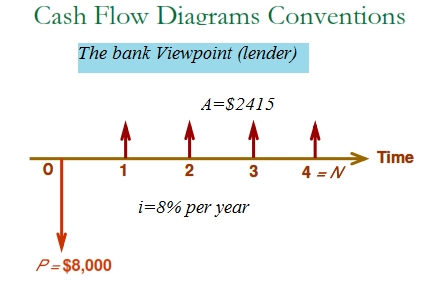 Cash Flow Diagrams Conventions
The bank Viewpoint (lender)
A=$2415
Time
0 1 2 3 4 = N
i=8% per year
P=$8,000